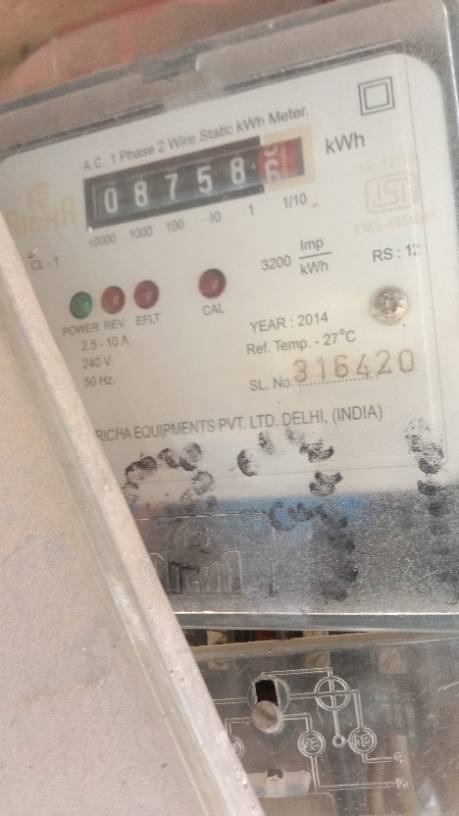 A.C. 1 Phase 2 Wire Static kWh Meter.
08758 kWh
10000 1000 100 10 1 1/10
CL-1
3200 Imp/kWh
RS: 12
POWER REV. EFLT CAL
2.5 - 10 A
240 V.
50 Hz.
YEAR : 2014
Ref. Temp. - 27°C
SL. No. 316420
RICHA EQUIPMENTS PVT. LTD. DELHI, (INDIA)